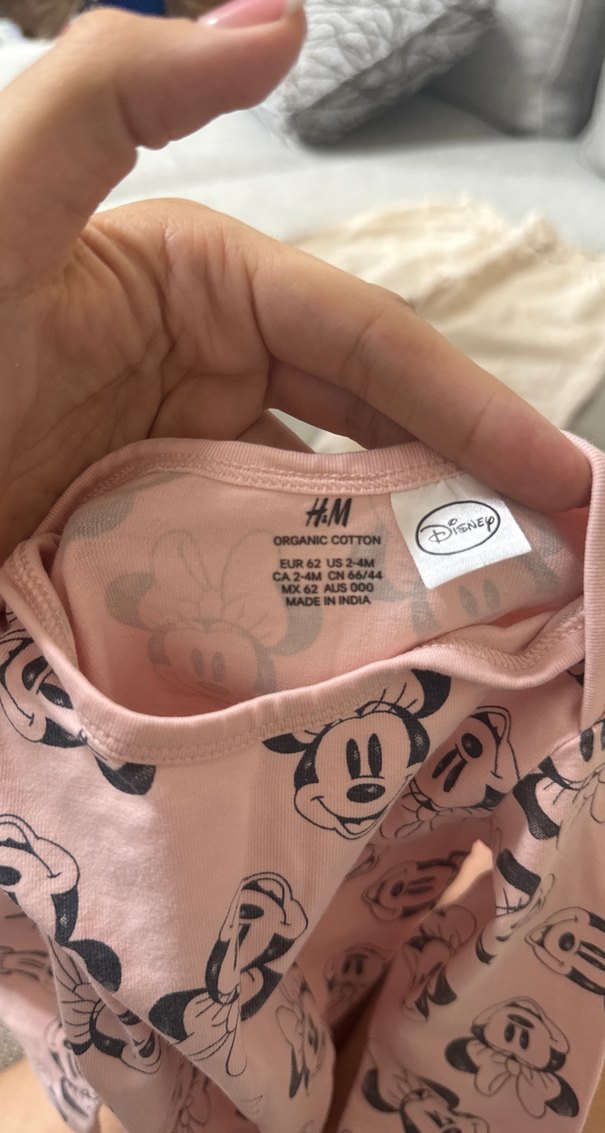 H&M
ORGANIC COTTON
EUR 62 US 2-4M
CA 2-4M CN 66/44
MX 62 AUS 000
MADE IN INDIA
DISNEY